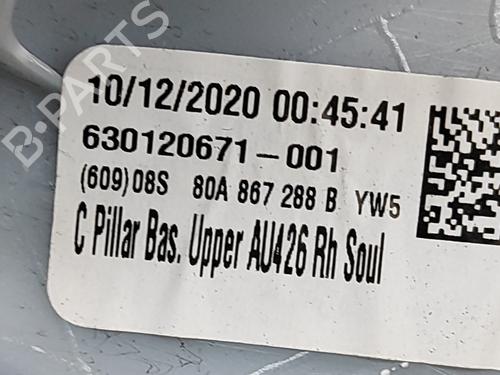 10/12/2020 00:45:41
630120671-001
(609)08S 80A 867 288 B YW5
C Pillar Bas. Upper AU426 Rh Soul
B-PARTS